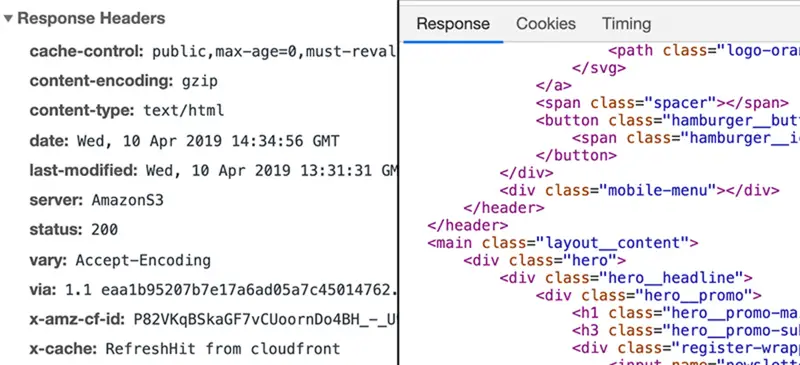 Response Headers
cache-control: public,max-age=0,must-reval
content-encoding: gzip
content-type: text/html
date: Wed, 10 Apr 2019 14:34:56 GMT
last-modified: Wed, 10 Apr 2019 13:31:31 GM
server: AmazonS3
status: 200
vary: Accept-Encoding
via: 1.1 eaa1b95207b7e17a6ad05a7c45014762.
x-amz-cf-id: P82VKqBSkaGF7vCUoornDo4BH_-_U
x-cache: RefreshHit from cloudfront
Response Cookies Timing
<path class="logo-oran
</svg>
</a>
<span class="spacer"></span>
<button class="hamburger__butt
<span class="hamburger__ic
</button>
</div>
<div class="mobile-menu"></div>
</header>
</header>
<main class="layout__content">
<div class="hero">
<div class="hero__headline">
<div class="hero__promo">
<h1 class="hero__promo-mai
<h3 class="hero__promo-sub
<div class="register-wrapp
<input name="newslette